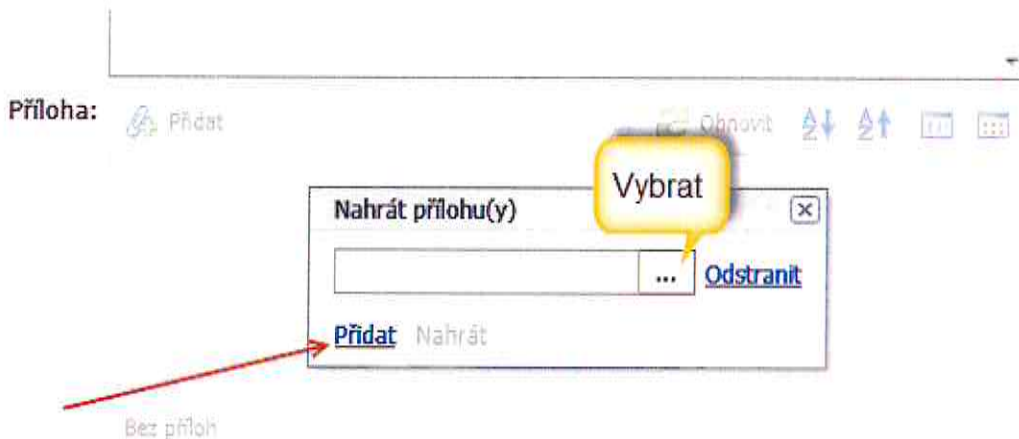 Příloha: Přidat Obnovit
Vybrat
Nahrát přílohu(y)
... Odstranit
Přidat Nahrát
Bez příloh